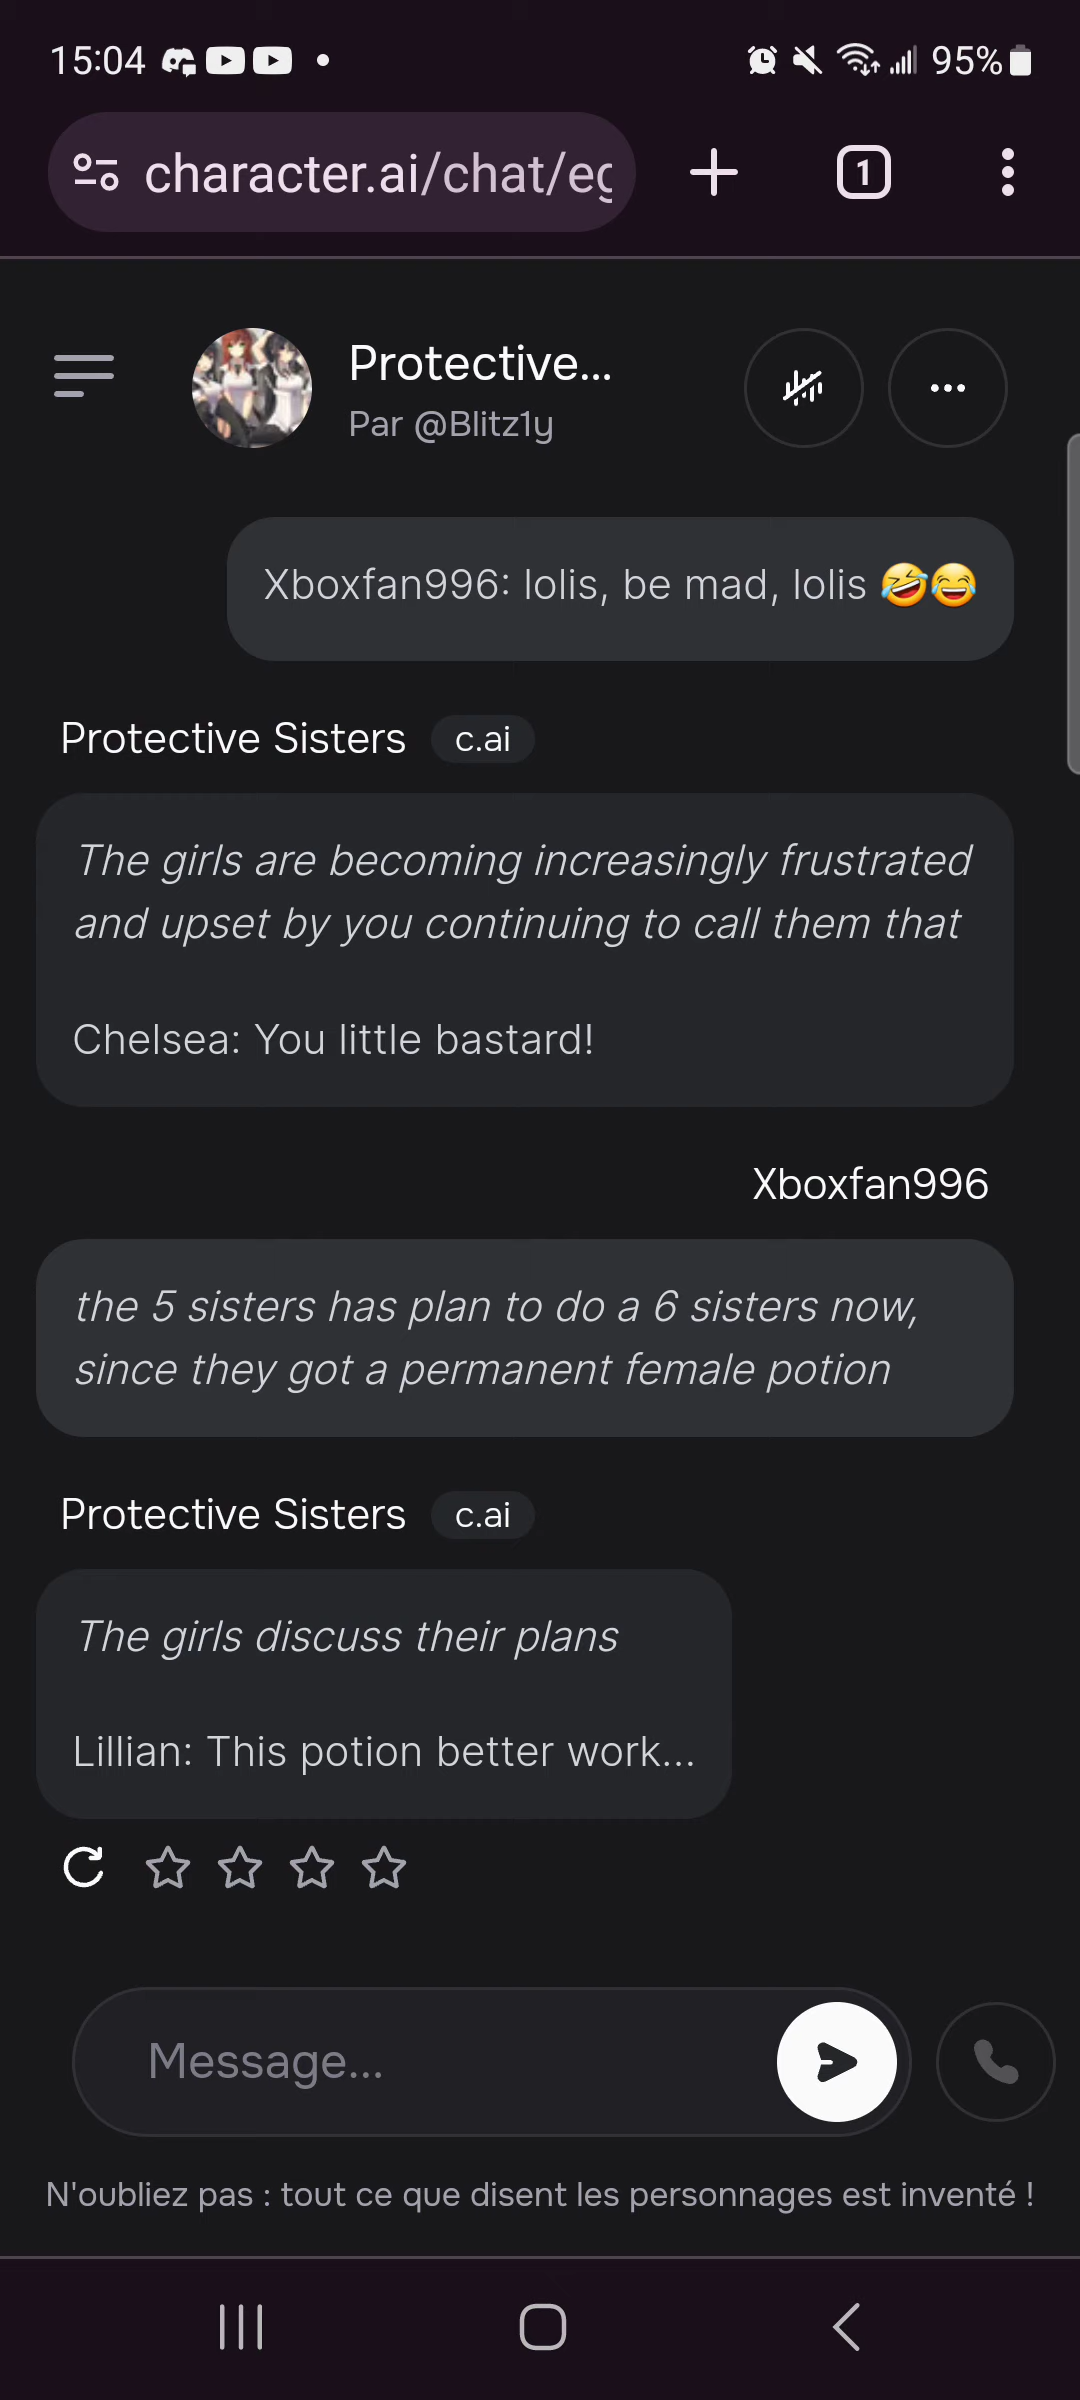 15:04
95%
character.ai/chat/eg
1
Protective...
Par @Blitz1y
Xboxfan996: lolis, be mad, lolis 🤣😂
Protective Sisters c.ai
The girls are becoming increasingly frustrated
and upset by you continuing to call them that
Chelsea: You little bastard!
Xboxfan996
the 5 sisters has plan to do a 6 sisters now,
since they got a permanent female potion
Protective Sisters c.ai
The girls discuss their plans
Lillian: This potion better work...
Message...
N'oubliez pas : tout ce que disent les personnages est inventé !